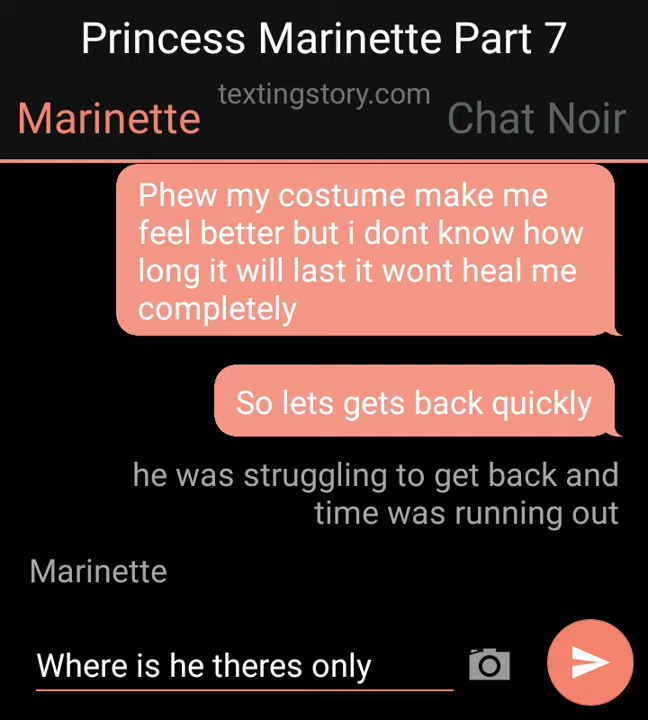 Princess Marinette Part 7
textingstory.com
Marinette
Chat Noir
Phew my costume make me
feel better but i dont know how
long it will last it wont heal me
completely
So lets gets back quickly
he was struggling to get back and
time was running out
Marinette
Where is he theres only